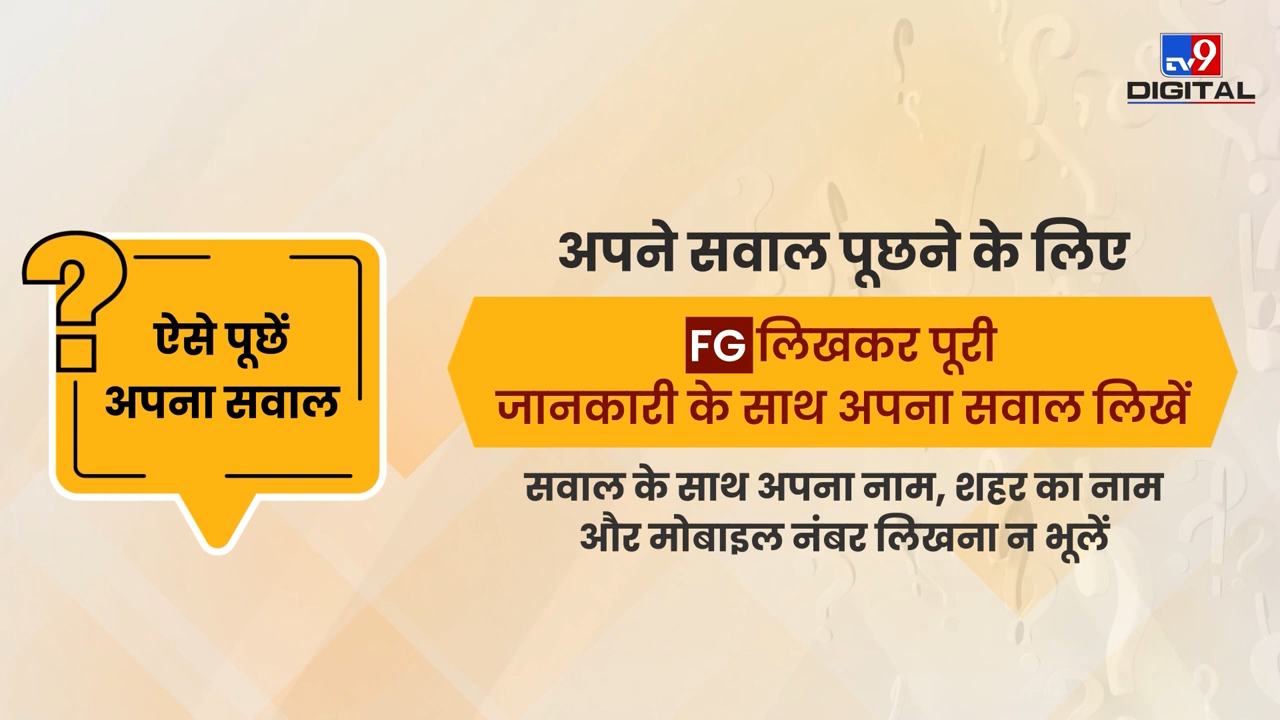 tv9
DIGITAL
?
ऐसे पूछें
अपना सवाल
अपने सवाल पूछने के लिए
FG लिखकर पूरी
जानकारी के साथ अपना सवाल लिखें
सवाल के साथ अपना नाम, शहर का नाम
और मोबाइल नंबर लिखना न भूलें